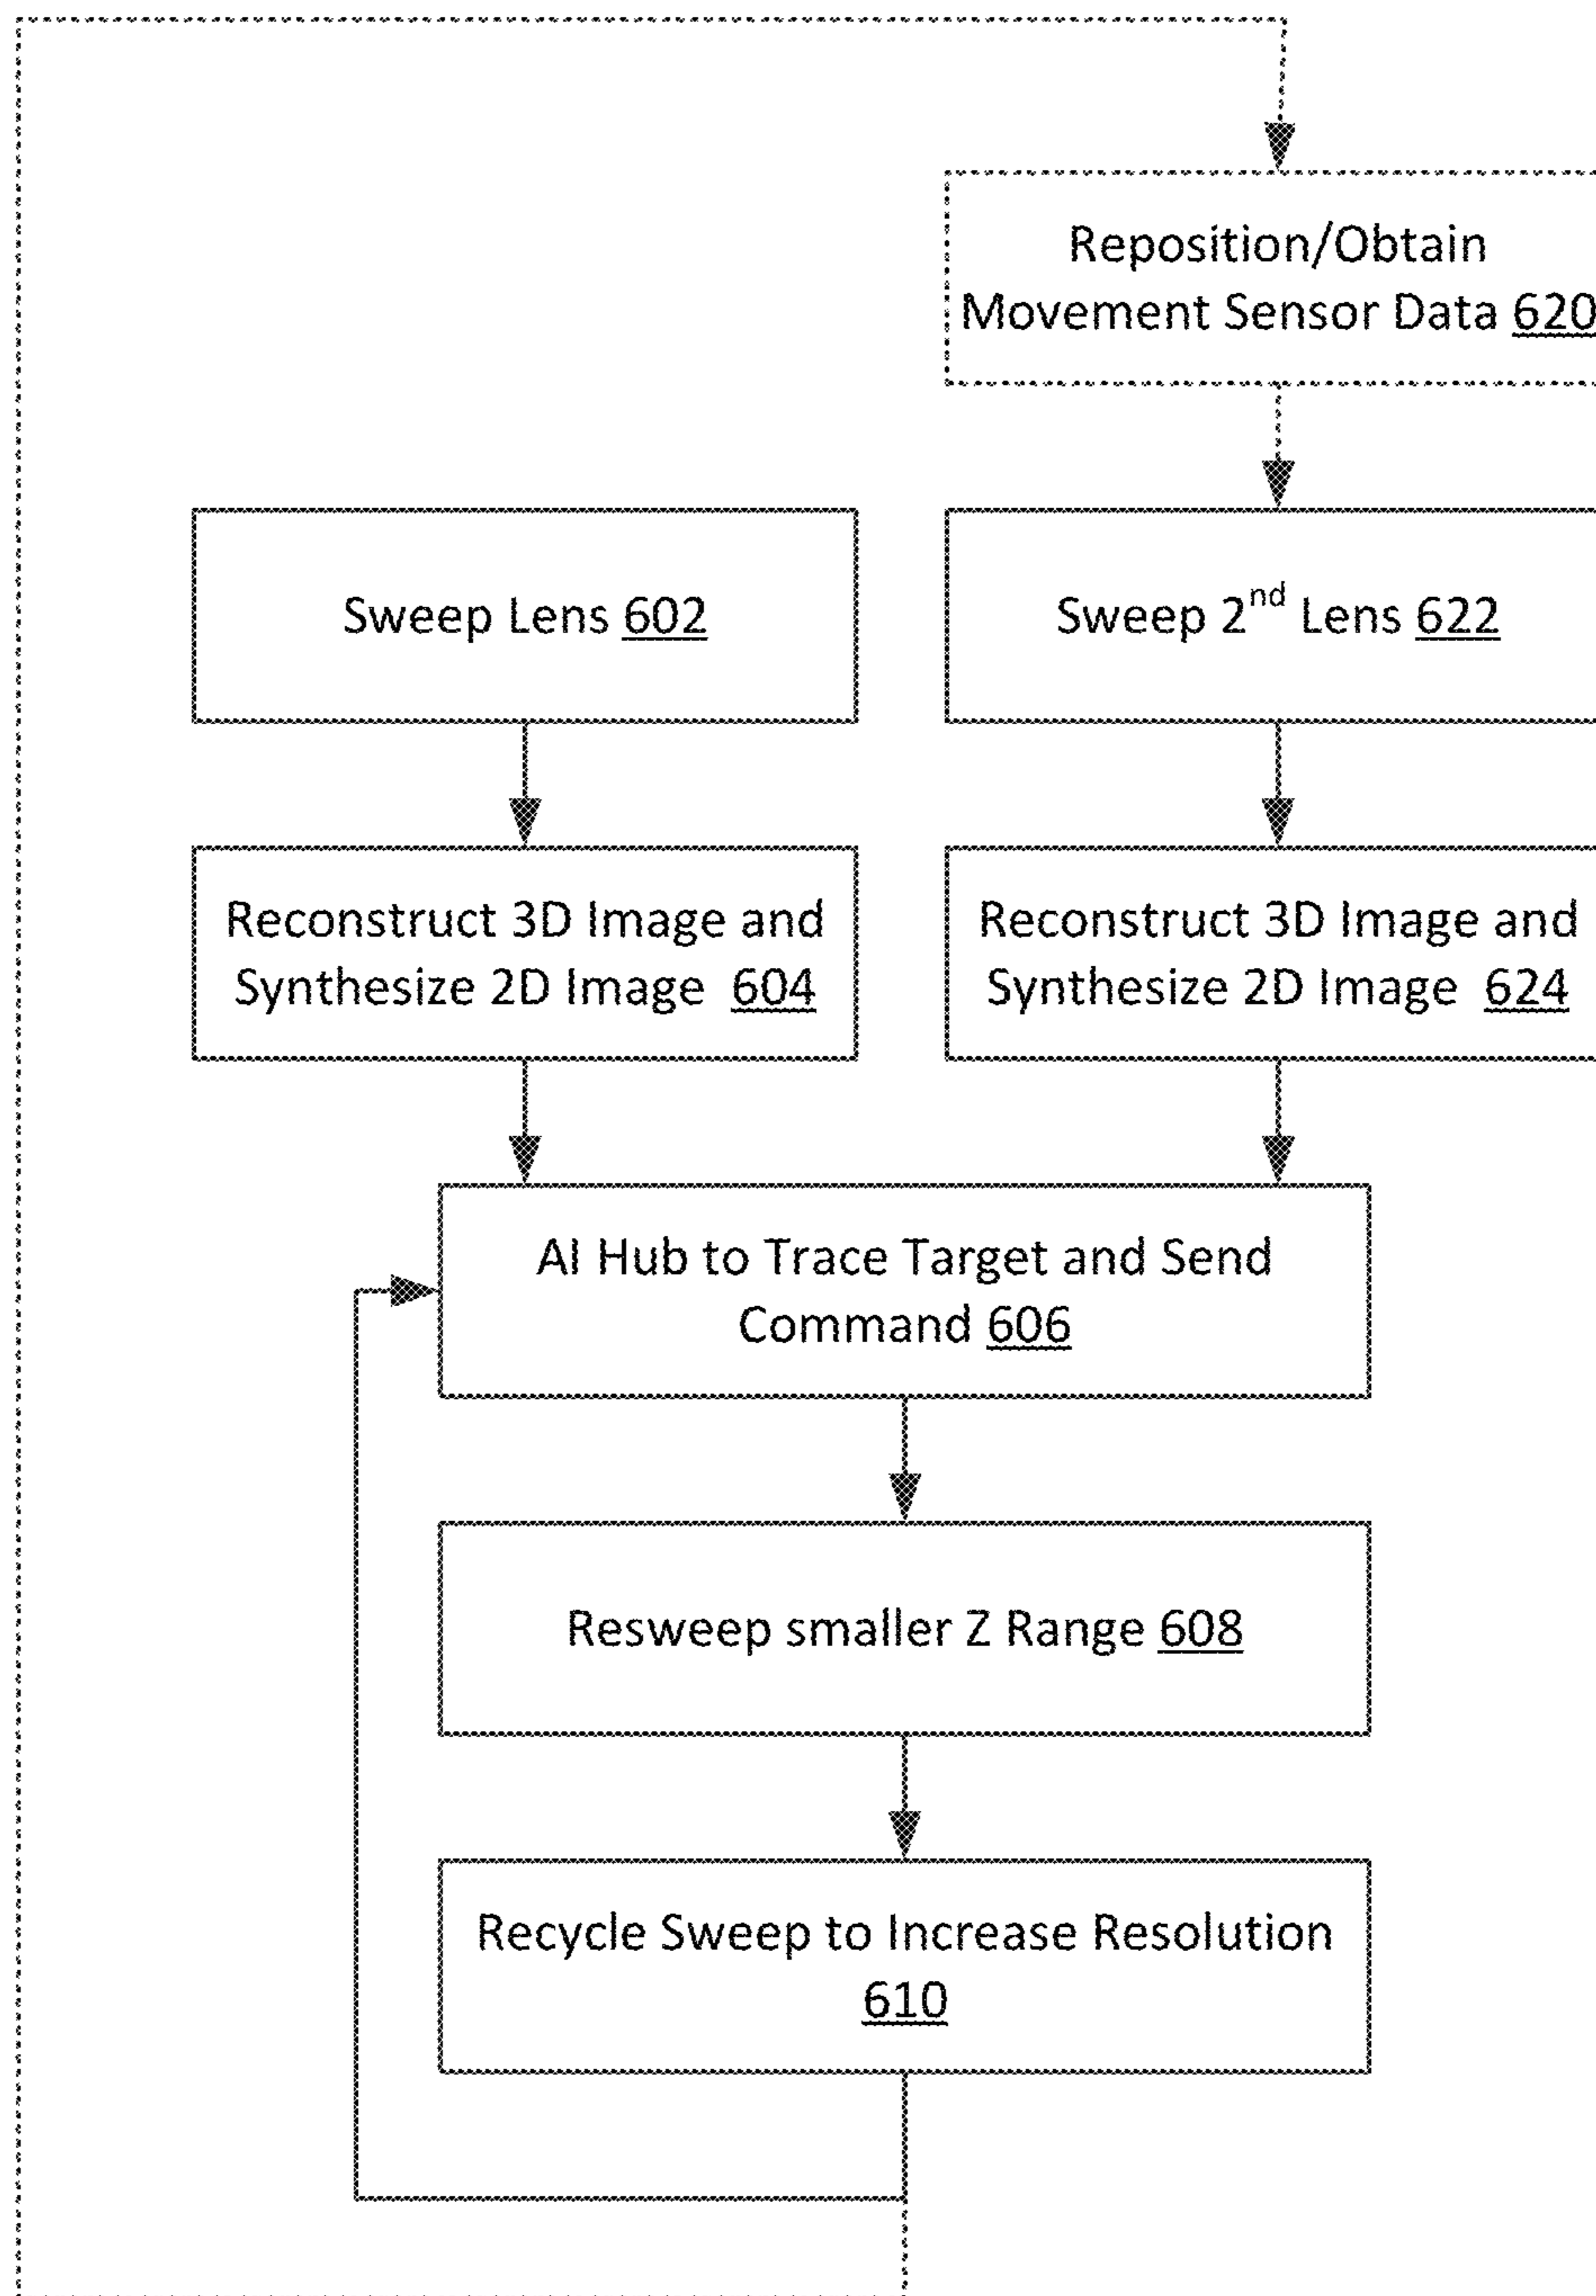 Reposition/Obtain
Movement Sensor Data 620
Sweep Lens 602
Sweep 2nd Lens 622
Reconstruct 3D Image and
Synthesize 2D Image 604
Reconstruct 3D Image and
Synthesize 2D Image 624
AI Hub to Trace Target and Send
Command 606
Resweep smaller Z Range 608
Recycle Sweep to Increase Resolution
610